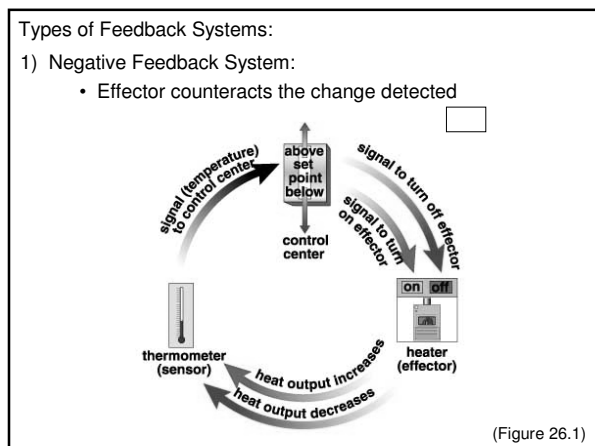 Types of Feedback Systems:
1) Negative Feedback System:
• Effector counteracts the change detected
signal (temperature)
to control center
above
set
point
below
control
center
signal to turn off effector
signal to turn
on effector
on off
heater
(effector)
thermometer
(sensor)
heat output increases
heat output decreases
(Figure 26.1)